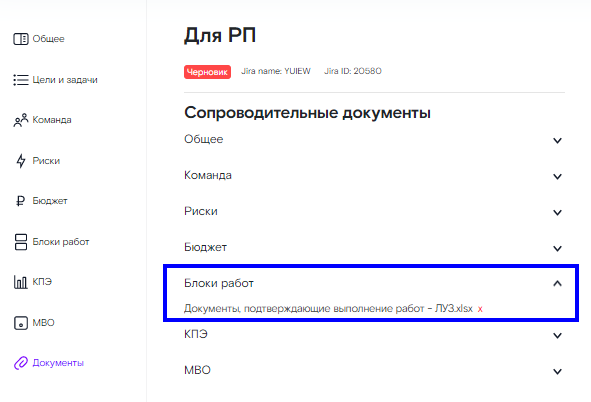 Общее
Цели и задачи
Команда
Риски
Бюджет
Блоки работ
КПЭ
МВО
Документы
Для РП
Черновик Jira name: YUIEW Jira ID: 20580
Сопроводительные документы
Общее
Команда
Риски
Бюджет
Блоки работ
Документы, подтверждающие выполнение работ - ЛУЗ.xlsx x
КПЭ
МВО